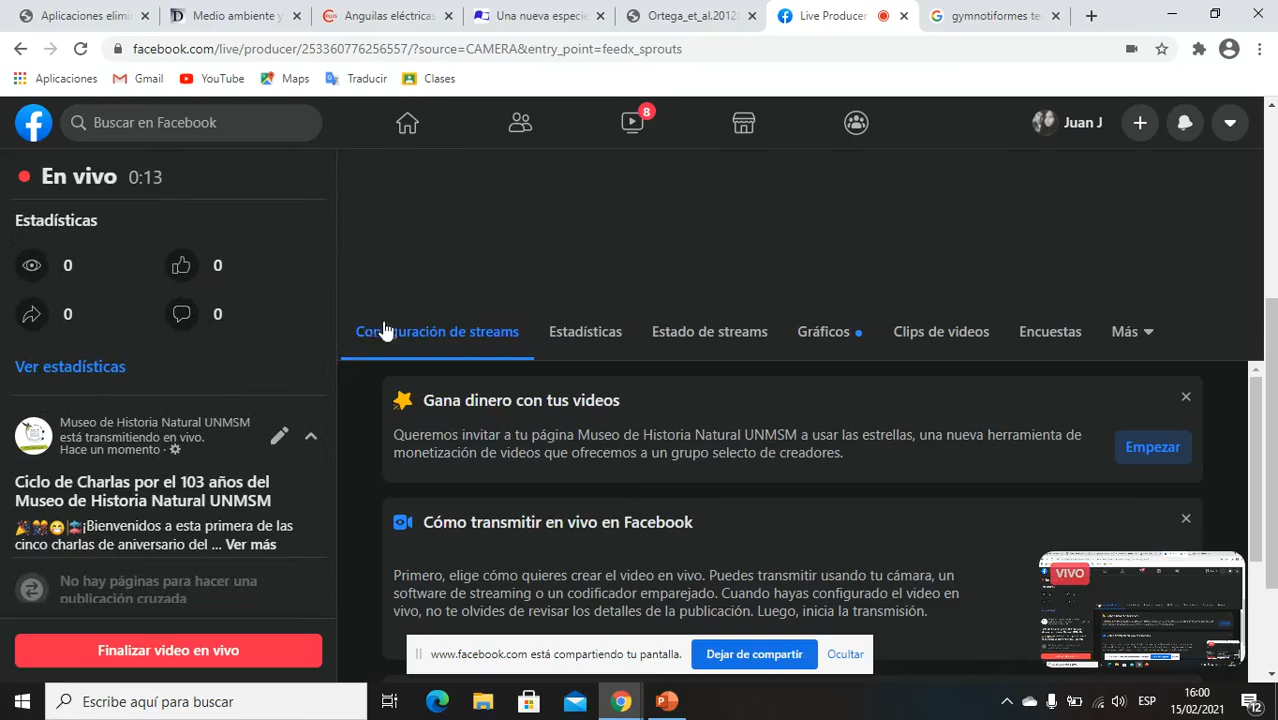 Aplicaciones elimi
Medio ambiente y
Anguilas eléctricas
Una nueva especie
Ortega_et_al.2012
Live Producer
gymnotiformes te
facebook.com/live/producer/253360776256557/?source=CAMERA&entry_point=feedx_sprouts
Aplicaciones
Gmail
YouTube
Maps
Traducir
Clases
Buscar en Facebook
8
Juan J
En vivo 0:13
Estadísticas
0
0
0
0
Ver estadísticas
Museo de Historia Natural UNMSM
está transmitiendo en vivo.
Hace un momento ·
Ciclo de Charlas por el 103 años del
Museo de Historia Natural UNMSM
¡Bienvenidos a esta primera de las
cinco charlas de aniversario del ... Ver más
No hay páginas para hacer una
publicación cruzada
Finalizar video en vivo
Configuración de streams
Estadísticas
Estado de streams
Gráficos
Clips de videos
Encuestas
Más
Gana dinero con tus videos
Queremos invitar a tu página Museo de Historia Natural UNMSM a usar las estrellas, una nueva herramienta de
monetización de videos que ofrecemos a un grupo selecto de creadores.
Empezar
Cómo transmitir en vivo en Facebook
Primero, elige cómo quieres crear el video en vivo. Puedes transmitir usando tu cámara, un
software de streaming o un codificador emparejado. Cuando hayas configurado el video en
vivo, no te olvides de revisar los detalles de la publicación. Luego, inicia la transmisión.
VIVO
www.facebook.com está compartiendo tu pantalla.
Dejar de compartir
Ocultar
Escribe aquí para buscar
ESP
16:00
15/02/2021
12